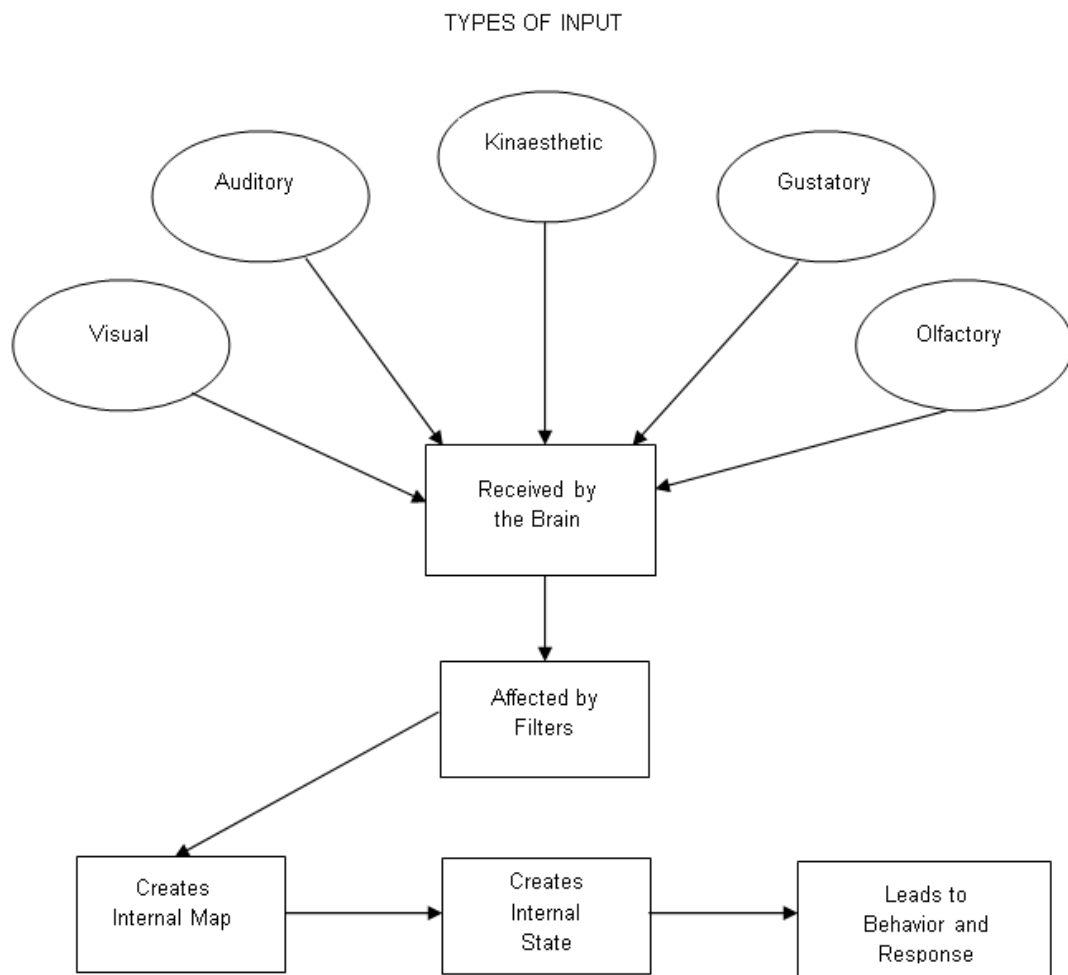 TYPES OF INPUT
Kinaesthetic
Auditory
Gustatory
Visual
Olfactory
Received by
the Brain
Affected by
Filters
Creates
Internal Map
Creates
Internal
State
Leads to
Behavior and
Response